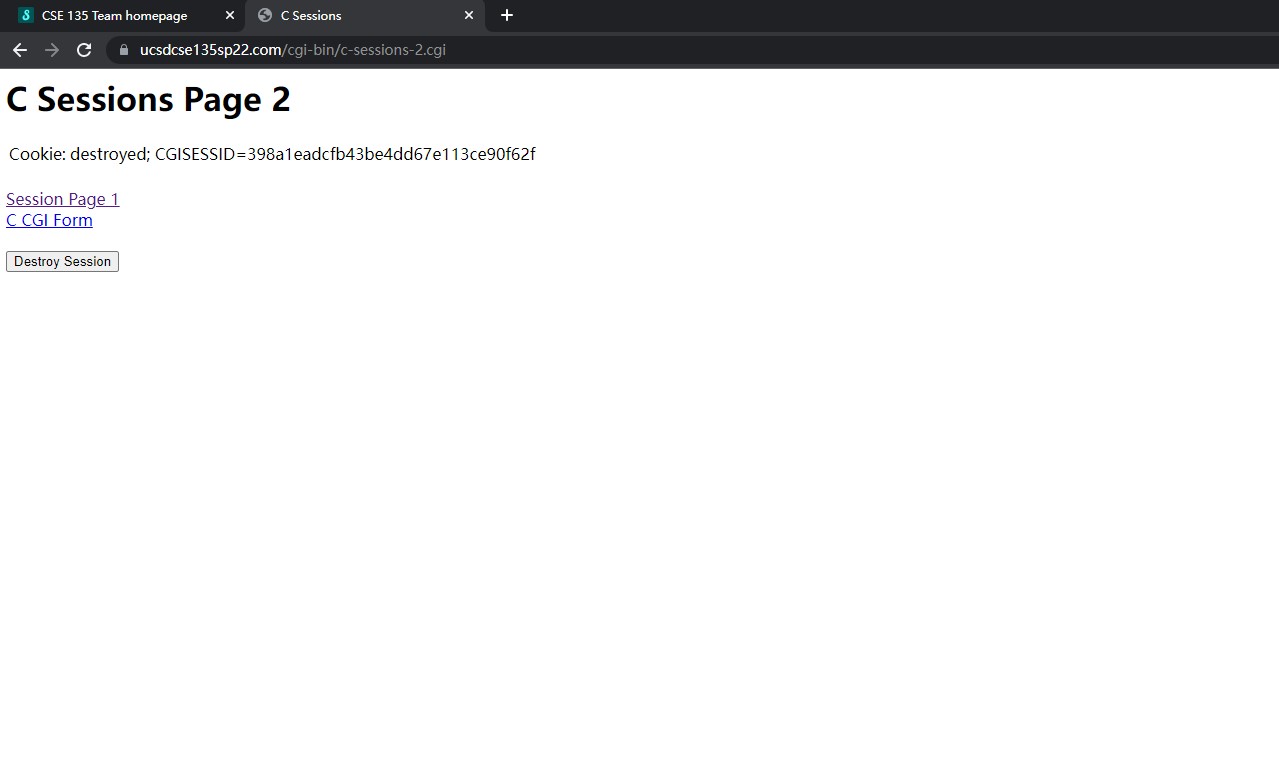 CSE 135 Team homepage
C Sessions
ucsdcse135sp22.com/cgi-bin/c-sessions-2.cgi
C Sessions Page 2
Cookie: destroyed; CGISESSID=398a1eadcfb43be4dd67e113ce90f62f
Session Page 1
C CGI Form
Destroy Session